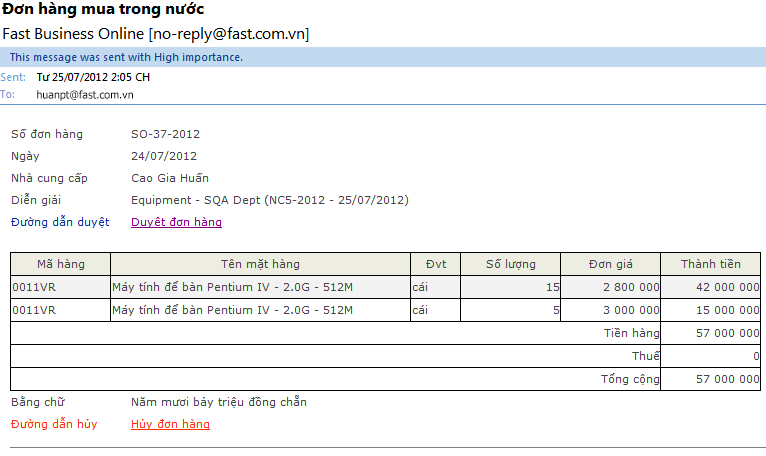 Đơn hàng mua trong nước
Fast Business Online [no-reply@fast.com.vn]
This message was sent with High importance.
Sent: Tư 25/07/2012 2:05 CH
To: huanpt@fast.com.vn
Số đơn hàng SO-37-2012
Ngày 24/07/2012
Nhà cung cấp Cao Gia Huấn
Diễn giải Equipment - SQA Dept (NC5-2012 - 25/07/2012)
Đường dẫn duyệt Duyệt đơn hàng
Mã hàng Tên mặt hàng Đvt Số lượng Đơn giá Thành tiền
0011VR Máy tính để bàn Pentium IV - 2.0G - 512M cái 15 2 800 000 42 000 000
0011VR Máy tính để bàn Pentium IV - 2.0G - 512M cái 5 3 000 000 15 000 000
Tiền hàng 57 000 000
Thuế 0
Tổng cộng 57 000 000
Bằng chữ Năm mươi bảy triệu đồng chẵn
Đường dẫn hủy Hủy đơn hàng